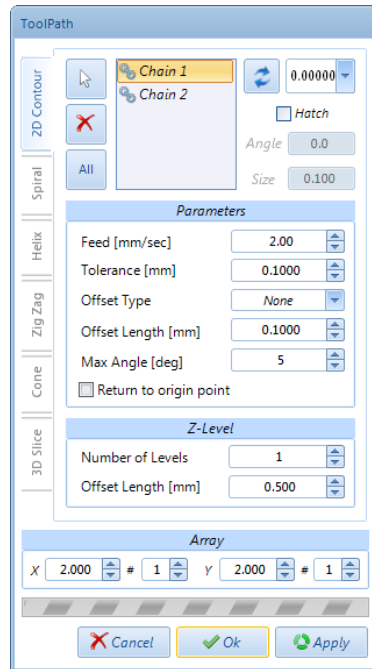 ToolPath
2D Contour
Spiral
Helix
Zig Zag
Cone
3D Slice
Chain 1
Chain 2
All
0.00000
Hatch
Angle 0.0
Size 0.100
Parameters
Feed [mm/sec] 2.00
Tolerance [mm] 0.1000
Offset Type None
Offset Length [mm] 0.1000
Max Angle [deg] 5
Return to origin point
Z-Level
Number of Levels 1
Offset Length [mm] 0.500
Array
X 2.000 # 1 Y 2.000 # 1
Cancel Ok Apply